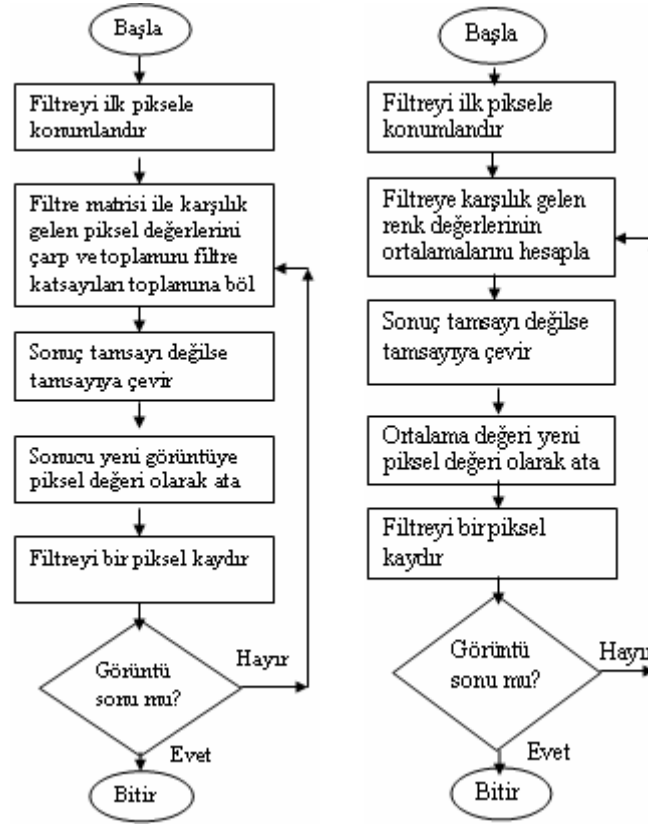 Başla
Filtreyi ilk piksele
konumlandır
Filtre matrisi ile karşılık
gelen piksel değerlerini
çarp ve toplamını filtre
katsayıları toplamına böl
Sonuç tamsayı değilse
tamsayıya çevir
Sonucu yeni görüntüye
piksel değeri olarak ata
Filtreyi bir piksel kaydır
Görüntü
sonu mu?
Hayır
Evet
Bitir
Başla
Filtreyi ilk piksele
konumlandır
Filtreye karşılık gelen
renk değerlerinin
ortalamalarını hesapla
Sonuç tamsayı değilse
tamsayıya çevir
Ortalama değeri yeni
piksel değeri olarak ata
Filtreyi bir piksel
kaydır
Görüntü
sonu mu?
Hayır
Evet
Bitir